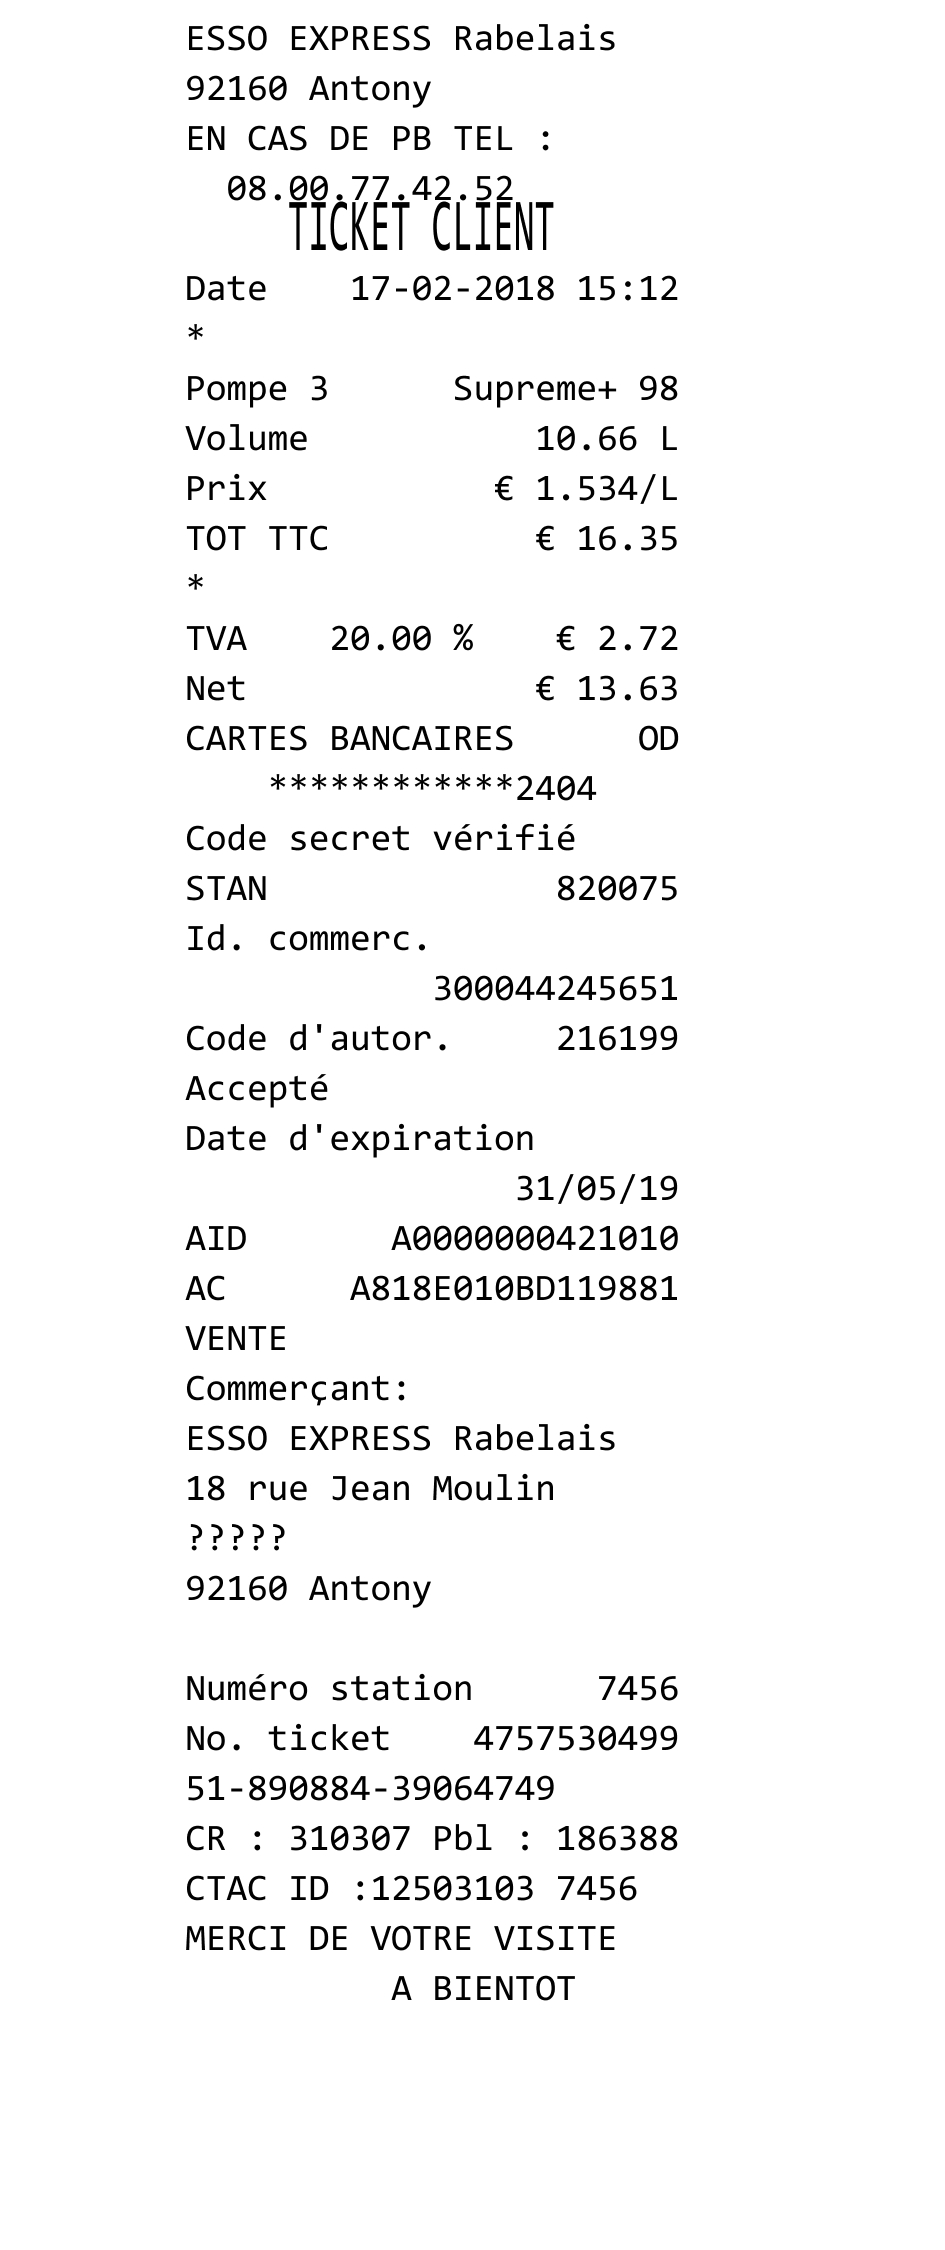 ESSO EXPRESS Rabelais
92160 Antony
EN CAS DE PB TEL :
08.00.77.42.52
TICKET CLIENT
Date 17-02-2018 15:12
*
Pompe 3 Supreme+ 98
Volume 10.66 L
Prix € 1.534/L
TOT TTC € 16.35
*
TVA 20.00 % € 2.72
Net € 13.63
CARTES BANCAIRES OD
************2404
Code secret vérifié
STAN 820075
Id. commerc.
300044245651
Code d'autor. 216199
Accepté
Date d'expiration
31/05/19
AID A0000000421010
AC A818E010BD119881
VENTE
Commerçant:
ESSO EXPRESS Rabelais
18 rue Jean Moulin
?????
92160 Antony
Numéro station 7456
No. ticket 4757530499
51-890884-39064749
CR : 310307 Pbl : 186388
CTAC ID :12503103 7456
MERCI DE VOTRE VISITE
A BIENTOT